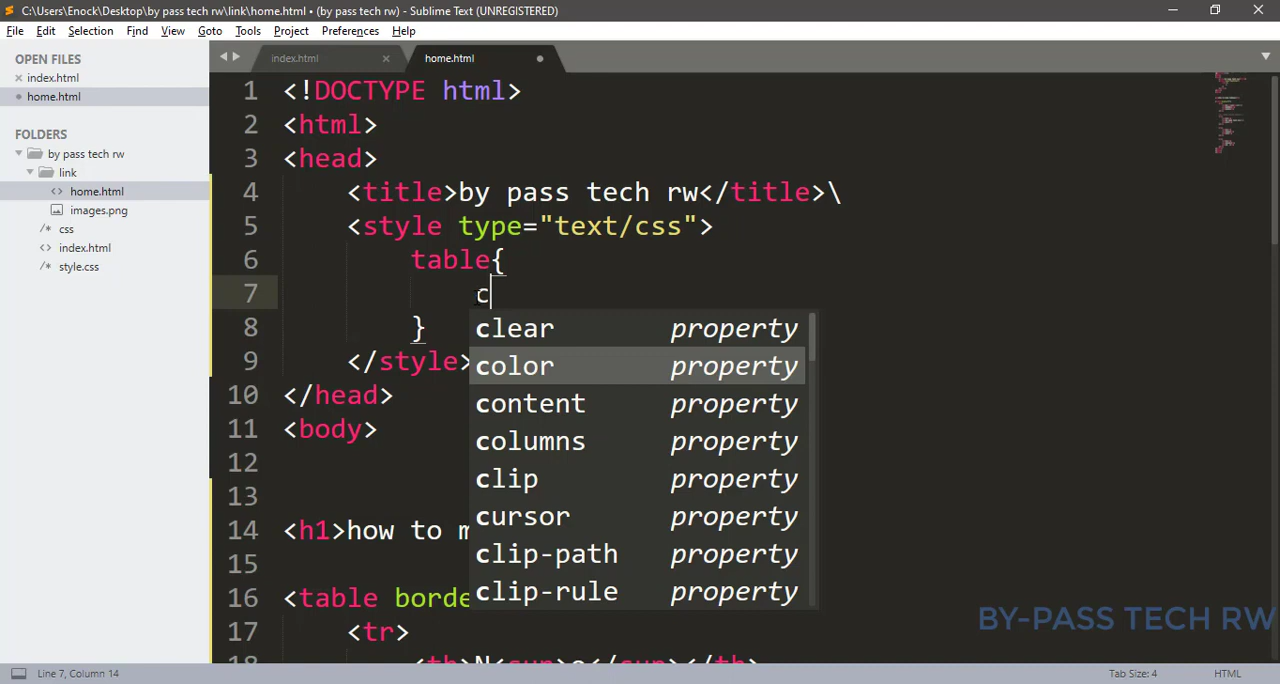 C:\Users\Enock\Desktop\by pass tech rw\link\home.html • (by pass tech rw) - Sublime Text (UNREGISTERED)
File Edit Selection Find View Goto Tools Project Preferences Help
OPEN FILES
index.html
home.html
FOLDERS
by pass tech rw
link
home.html
images.png
css
index.html
style.css
index.html home.html
1 <!DOCTYPE html>
2 <html>
3 <head>
4 <title>by pass tech rw</title>\
5 <style type="text/css">
6 table{
7 c
8 }
9 </style>
10 </head>
11 <body>
12
13
14 <h1>how to m
15
16 <table borde
17 <tr>
18 <th>N<sup>o</sup></th>
clear property
color property
content property
columns property
clip property
cursor property
clip-path property
clip-rule property
BY-PASS TECH RW
Line 7, Column 14 Tab Size: 4 HTML